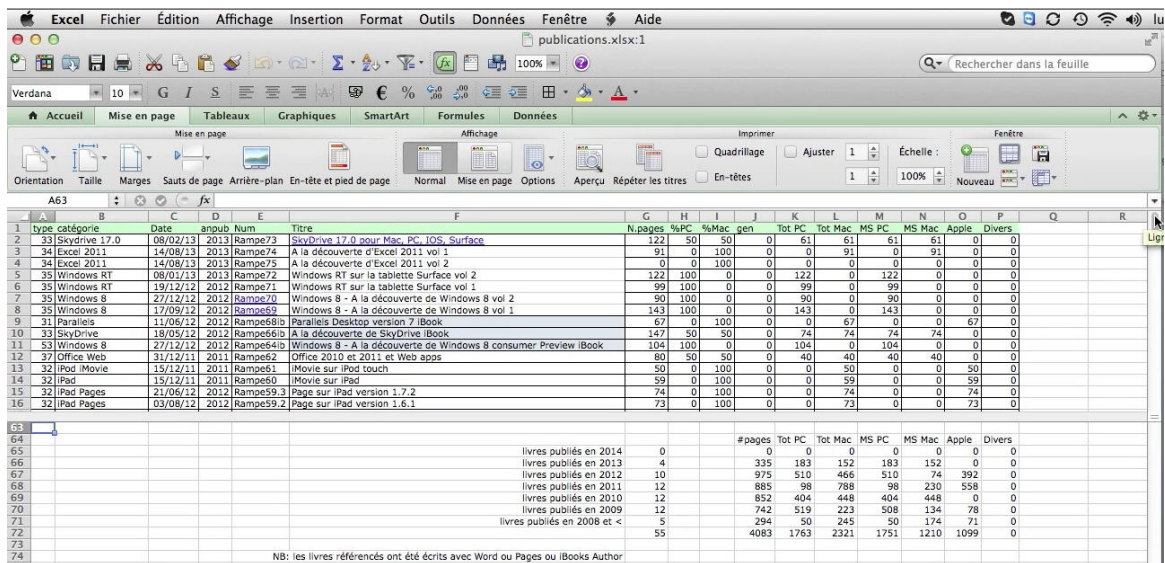 Excel Fichier Édition Affichage Insertion Format Outils Données Fenêtre Aide lu
publications.xlsx:1
100% Rechercher dans la feuille
Verdana 10 G I S € % A
Accueil Mise en page Tableaux Graphiques SmartArt Formules Données
Mise en page Affichage Imprimer Fenêtre
Quadrillage Ajuster 1 Échelle :
Orientation Taille Marges Sauts de page Arrière-plan En-tête et pied de page Normal Mise en page Options Aperçu Répéter les titres En-têtes 1 100% Nouveau
A63 fx
A B C D E F G H I J K L M N O P Q R
1 type catégorie Date anpub Num Titre N.pages %PC %Mac gen Tot PC Tot Mac MS PC MS Mac Apple Divers
Ligr
2 33 Skydrive 17.0 08/02/13 2013 Rampe73 SkyDrive 17.0 pour Mac, PC, IOS, Surface 122 50 50 0 61 61 61 61 0 0
3 34 Excel 2011 14/08/13 2013 Rampe74 A la découverte d'Excel 2011 vol 1 91 0 100 0 0 91 0 91 0 0
4 34 Excel 2011 14/08/13 2013 Rampe75 A la découverte d'Excel 2011 vol 2 0 0 100 0 0 0 0 0 0 0
5 35 Windows RT 08/01/13 2013 Rampe72 Windows RT sur la tablette Surface vol 2 122 100 0 122 0 122 0 0 0
6 35 Windows RT 19/12/12 2012 Rampe71 Windows RT sur la tablette Surface vol 1 99 100 0 99 0 99 0 0 0
7 35 Windows 8 27/12/12 2012 Rampe70 Windows 8 - A la découverte de Windows 8 vol 2 90 100 0 90 0 90 0 0 0
8 35 Windows 8 17/09/12 2012 Rampe69 Windows 8 - A la découverte de Windows 8 vol 1 143 100 0 143 0 143 0 0 0
9 31 Parallels 11/06/12 2012 Rampe68ib Parallels Desktop version 7 iBook 67 0 100 0 0 67 0 0 67 0
10 33 SkyDrive 18/05/12 2012 Rampe66ib A la découverte de SkyDrive iBook 147 50 50 0 74 74 74 74 0 0
11 53 Windows 8 27/12/12 2012 Rampe64ib Windows 8 - A la découverte de Windows 8 consumer Preview iBook 104 100 0 0 104 0 104 0 0 0
12 37 Office Web 31/12/11 2011 Rampe62 Office 2010 et 2011 et Web apps 80 50 50 0 40 40 40 40 0 0
13 32 iPod iMovie 15/12/11 2011 Rampe61 iMovie sur iPod touch 50 0 100 0 0 50 0 0 50 0
14 32 iPad 15/12/11 2011 Rampe60 iMovie sur iPad 59 0 100 0 0 59 0 0 59 0
15 32 iPad Pages 21/06/12 2012 Rampe59.3 Page sur iPad version 1.7.2 74 0 100 0 0 74 0 0 74 0
16 32 iPad Pages 03/08/12 2012 Rampe59.2 Page sur iPad version 1.6.1 73 0 100 0 0 73 0 0 73 0
63
64 #pages Tot PC Tot Mac MS PC MS Mac Apple Divers
65 livres publiés en 2014 0 0 0 0 0 0 0 0
66 livres publiés en 2013 4 335 183 152 183 152 0 0
67 livres publiés en 2012 10 975 510 466 510 74 392 0
68 livres publiés en 2011 12 885 98 788 98 230 558 0
69 livres publiés en 2010 12 852 404 448 404 448 0 0
70 livres publiés en 2009 12 742 519 223 508 134 78 0
71 livres publiés en 2008 et < 5 294 50 245 50 174 71 0
72 55 4083 1763 2321 1751 1210 1099 0
73
74 NB: les livres référencés ont été écrits avec Word ou Pages ou iBooks Author